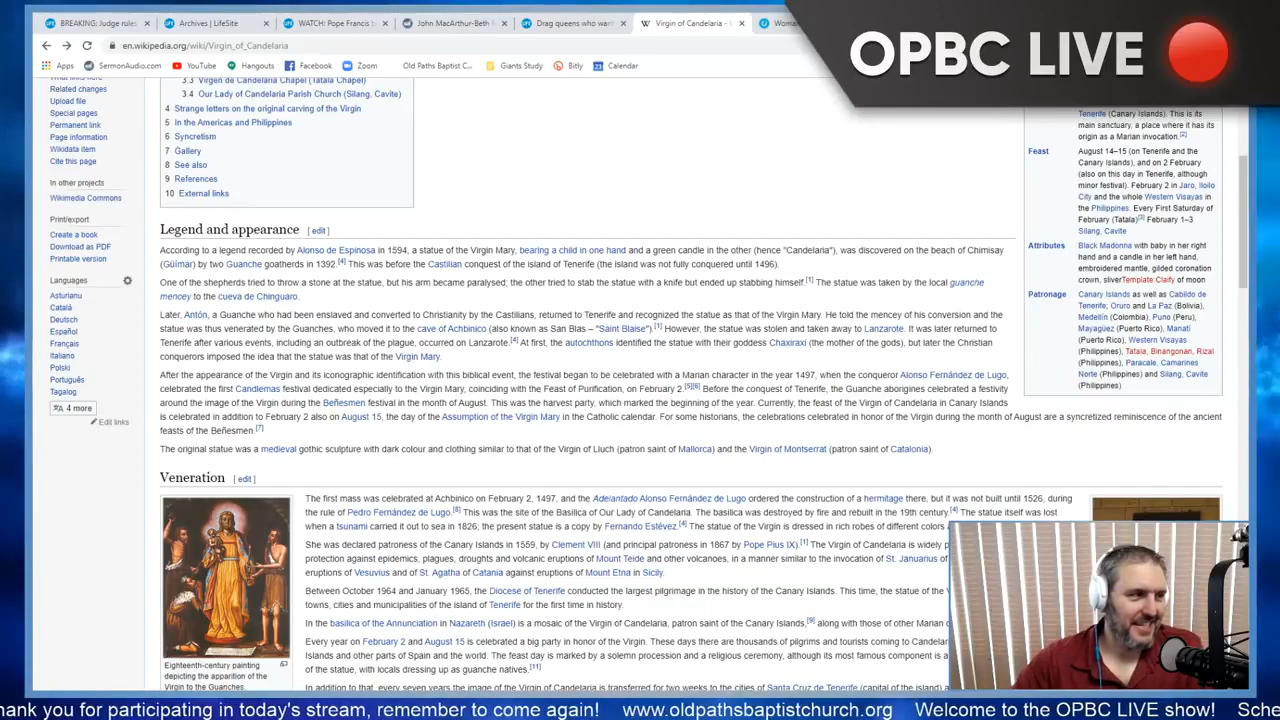 BREAKING: Judge rules
Archives | LifeSite
WATCH: Pope Francis b
John MacArthur-Beth
Drag queens who wan
Virgin of Candelaria -
Woma
OPBC LIVE
en.wikipedia.org/wiki/Virgin_of_Candelaria
Apps
SermonAudio.com
YouTube
Hangouts
Facebook
Zoom
Old Paths Baptist C...
Giants Study
Bitly
Calendar
What links here
Related changes
Upload file
Special pages
Permanent link
Page information
Wikidata item
Cite this page
In other projects
Wikimedia Commons
Print/export
Create a book
Download as PDF
Printable version
Languages
Asturianu
Català
Deutsch
Español
Français
Italiano
Polski
Português
Tagalog
4 more
Edit links
3.3 Virgen de Candelaria Chapel (Tatala Chapel)
3.4 Our Lady of Candelaria Parish Church (Silang, Cavite)
4 Strange letters on the original carving of the Virgin
5 In the Americas and Philippines
6 Syncretism
7 Gallery
8 See also
9 References
10 External links
Legend and appearance [ edit ]
According to a legend recorded by Alonso de Espinosa in 1594, a statue of the Virgin Mary, bearing a child in one hand and a green candle in the other (hence "Candelaria"), was discovered on the beach of Chimisay
(Güímar) by two Guanche goatherds in 1392.[4] This was before the Castilian conquest of the island of Tenerife (the island was not fully conquered until 1496).
One of the shepherds tried to throw a stone at the statue, but his arm became paralysed; the other tried to stab the statue with a knife but ended up stabbing himself.[1] The statue was taken by the local guanche
mencey to the cueva de Chinguaro.
Later, Antón, a Guanche who had been enslaved and converted to Christianity by the Castilians, returned to Tenerife and recognized the statue as that of the Virgin Mary. He told the mencey of his conversion and the
statue was thus venerated by the Guanches, who moved it to the cave of Achbinico (also known as San Blas – "Saint Blaise").[1] However, the statue was stolen and taken away to Lanzarote. It was later returned to
Tenerife after various events, including an outbreak of the plague, occurred on Lanzarote.[4] At first, the autochthons identified the statue with their goddess Chaxiraxi (the mother of the gods), but later the Christian
conquerors imposed the idea that the statue was that of the Virgin Mary.
After the appearance of the Virgin and its iconographic identification with this biblical event, the festival began to be celebrated with a Marian character in the year 1497, when the conqueror Alonso Fernández de Lugo,
celebrated the first Candlemas festival dedicated especially to the Virgin Mary, coinciding with the Feast of Purification, on February 2.[5][6] Before the conquest of Tenerife, the Guanche aborigines celebrated a festivity
around the image of the Virgin during the Beñesmen festival in the month of August. This was the harvest party, which marked the beginning of the year. Currently, the feast of the Virgin of Candelaria in Canary Islands
is celebrated in addition to February 2 also on August 15, the day of the Assumption of the Virgin Mary in the Catholic calendar. For some historians, the celebrations celebrated in honor of the Virgin during the month of August are a syncretized reminiscence of the ancient
feasts of the Beñesmen.[7]
The original statue was a medieval gothic sculpture with dark colour and clothing similar to that of the Virgin of Lluch (patron saint of Mallorca) and the Virgin of Montserrat (patron saint of Catalonia).
Veneration [ edit ]
The first mass was celebrated at Achbinico on February 2, 1497, and the Adelantado Alonso Fernández de Lugo ordered the construction of a hermitage there, but it was not built until 1526, during
the rule of Pedro Fernández de Lugo.[8] This was the site of the Basilica of Our Lady of Candelaria. The basilica was destroyed by fire and rebuilt in the 19th century.[4] The statue itself was lost
when a tsunami carried it out to sea in 1826; the present statue is a copy by Fernando Estévez.[4] The statue of the Virgin is dressed in rich robes of different colors
She was declared patroness of the Canary Islands in 1559, by Clement VIII (and principal patroness in 1867 by Pope Pius IX).[1] The Virgin of Candelaria is widely
protection against epidemics, plagues, droughts and volcanic eruptions of Mount Teide and other volcanoes, in a manner similar to the invocation of St. Januarius of
eruptions of Vesuvius and of St. Agatha of Catania against eruptions of Mount Etna in Sicily.
Between October 1964 and January 1965, the Diocese of Tenerife conducted the largest pilgrimage in the history of the Canary Islands. This time, the statue of the
towns, cities and municipalities of the island of Tenerife for the first time in history.
In the basilica of the Annunciation in Nazareth (Israel) is a mosaic of the Virgin of Candelaria, patron saint of the Canary Islands,[9] along with those of other Marian
Every year on February 2 and August 15 is celebrated a big party in honor of the Virgin. These days there are thousands of pilgrims and tourists coming to Candelar
Islands and other parts of Spain and the world. The feast day is marked by a solemn procession and a religious ceremony, although its most famous component is a
of the statue, with locals dressing up as guanche natives.[11]
In addition to that, every seven years the image of the Virgin of Candelaria is transferred for two weeks to the cities of Santa Cruz de Tenerife (capital of the island)
Eighteenth-century painting
depicting the apparition of the
Virgin to the Guanches.
Tenerife (Canary Islands). This is its
main sanctuary, a place where it has its
origin as a Marian invocation.[2]
Feast
August 14–15 (on Tenerife and the
Canary Islands), and on 2 February
(also on this day in Tenerife, although
minor festival). February 2 in Jaro, Iloilo
City and the whole Western Visayas in
the Philippines. Every First Saturday of
February (Tatala)[3] February 1–3
Silang, Cavite
Attributes
Black Madonna with baby in her right
hand and a candle in her left hand,
embroidered mantle, gilded coronation
crown, silverTemplate:Clarify of moon
Patronage
Canary Islands as well as Cabildo de
Tenerife; Oruro and La Paz (Bolivia),
Medellín (Colombia), Puno (Peru),
Mayagüez (Puerto Rico), Manatí
(Puerto Rico), Western Visayas
(Philippines), Tatala, Binangonan, Rizal
(Philippines), Paracale, Camarines
Norte (Philippines) and Silang, Cavite
(Philippines)
hank you for participating in today's stream, remember to come again! www.oldpathsbaptistchurch.org Welcome to the OPBC LIVE show! Sche